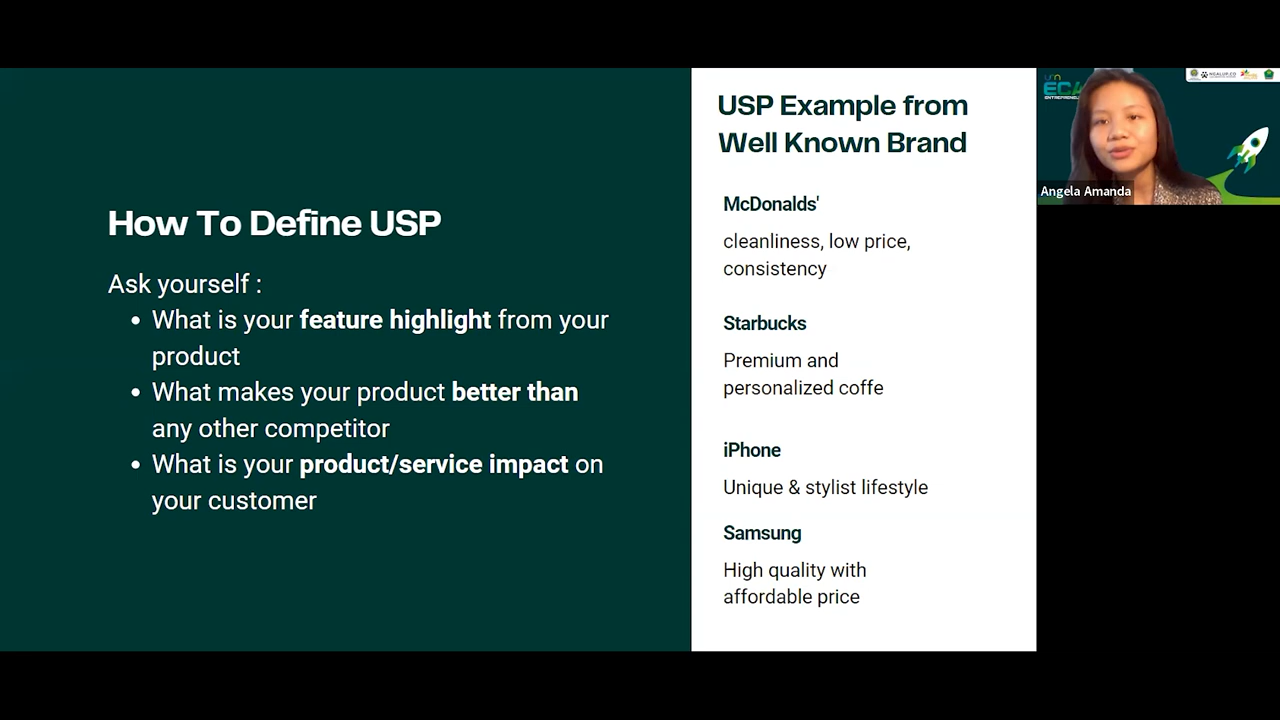 How To Define USP
Ask yourself :
• What is your feature highlight from your
product
• What makes your product better than
any other competitor
• What is your product/service impact on
your customer
USP Example from
Well Known Brand
McDonalds'
cleanliness, low price,
consistency
Starbucks
Premium and
personalized coffe
iPhone
Unique & stylist lifestyle
Samsung
High quality with
affordable price
Angela Amanda